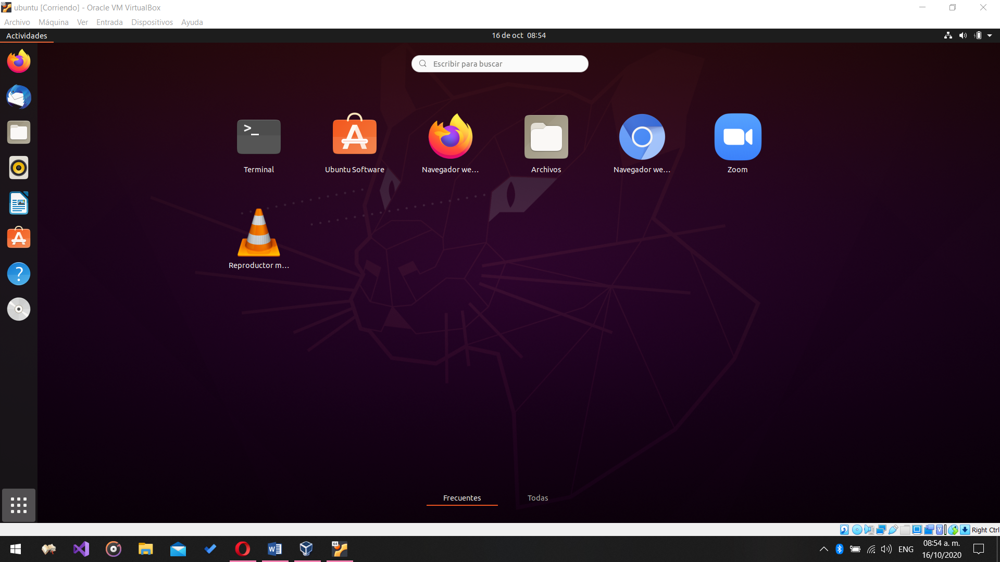 ubuntu [Corriendo] - Oracle VM VirtualBox
Archivo Máquina Ver Entrada Dispositivos Ayuda
Actividades
16 de oct 08:54
Escribir para buscar
Terminal
Ubuntu Software
Navegador we…
Archivos
Navegador we…
Zoom
Reproductor m…
Frecuentes
Todas
Right Ctrl
ENG
08:54 a. m.
16/10/2020